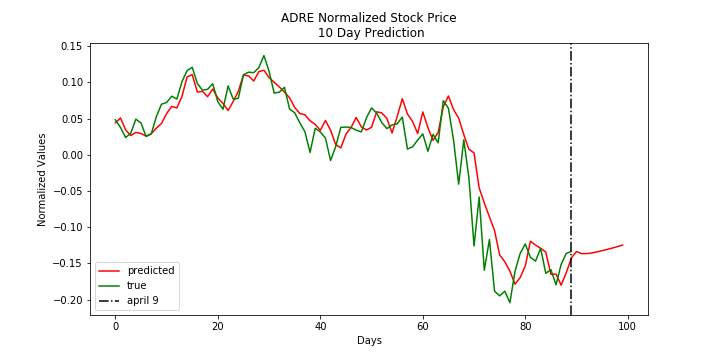 ADRE Normalized Stock Price
10 Day Prediction
Normalized Values
0.15
0.10
0.05
0.00
−0.05
−0.10
−0.15
−0.20
predicted
true
april 9
0 20 40 60 80 100
Days